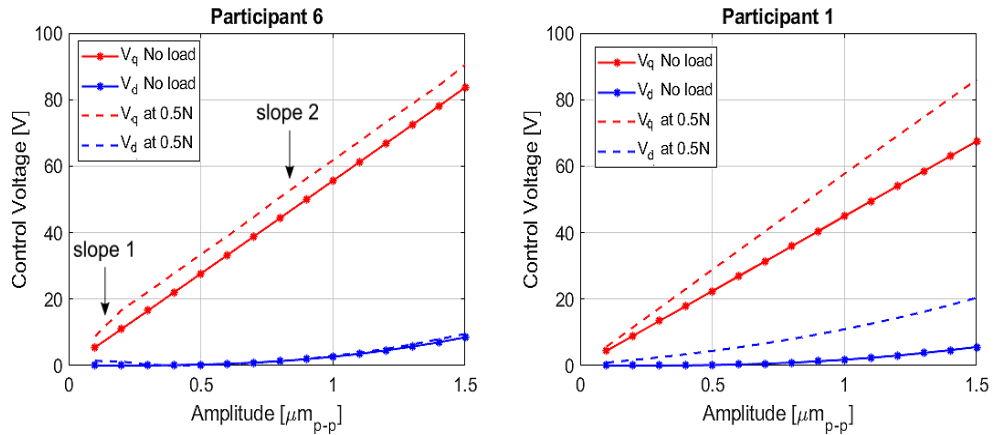 Participant 6
Control Voltage [V]
100
80
60
40
20
0
V_q No load
V_d No load
V_q at 0.5N
V_d at 0.5N
slope 1
slope 2
0 0.5 1 1.5
Amplitude [μm_p-p]
Participant 1
Control Voltage [V]
100
80
60
40
20
0
V_q No load
V_d No load
V_q at 0.5N
V_d at 0.5N
0 0.5 1 1.5
Amplitude [μm_p-p]